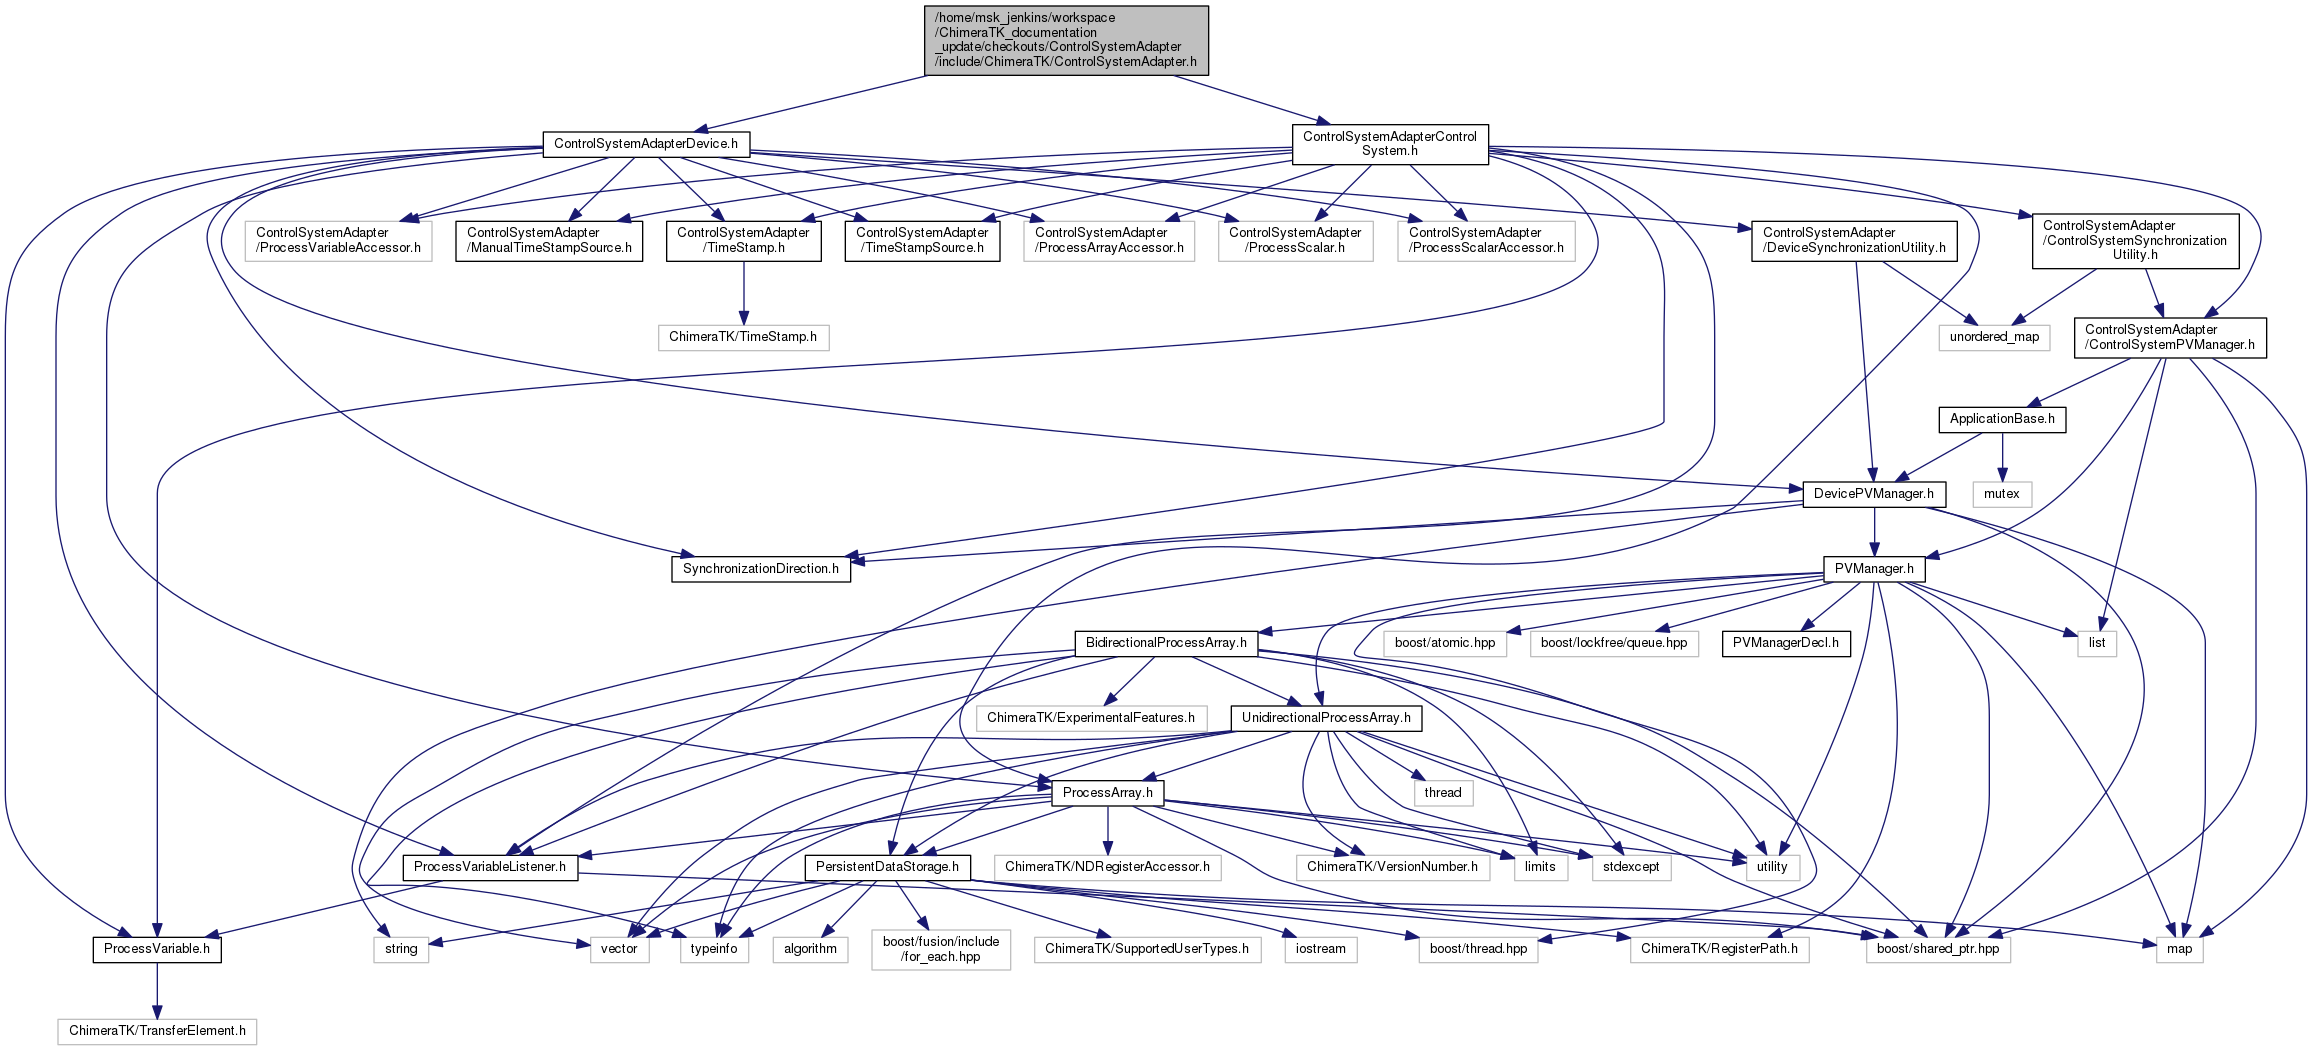 /home/msk_jenkins/workspace
/ChimeraTK_documentation
_update/checkouts/ControlSystemAdapter
/include/ChimeraTK/ControlSystemAdapter.h
ControlSystemAdapterDevice.h
ControlSystemAdapterControl
System.h
ControlSystemAdapter
/ProcessVariableAccessor.h
ControlSystemAdapter
/ManualTimeStampSource.h
ControlSystemAdapter
/TimeStamp.h
ControlSystemAdapter
/TimeStampSource.h
ControlSystemAdapter
/ProcessArrayAccessor.h
ControlSystemAdapter
/ProcessScalar.h
ControlSystemAdapter
/ProcessScalarAccessor.h
ControlSystemAdapter
/DeviceSynchronizationUtility.h
ControlSystemAdapter
/ControlSystemSynchronization
Utility.h
ChimeraTK/TimeStamp.h
unordered_map
ControlSystemAdapter
/ControlSystemPVManager.h
ApplicationBase.h
DevicePVManager.h
mutex
SynchronizationDirection.h
PVManager.h
BidirectionalProcessArray.h
boost/atomic.hpp
boost/lockfree/queue.hpp
PVManagerDecl.h
list
ChimeraTK/ExperimentalFeatures.h
UnidirectionalProcessArray.h
ProcessArray.h
thread
ProcessVariableListener.h
PersistentDataStorage.h
ChimeraTK/NDRegisterAccessor.h
ChimeraTK/VersionNumber.h
limits
stdexcept
utility
ProcessVariable.h
string
vector
typeinfo
algorithm
boost/fusion/include
/for_each.hpp
ChimeraTK/SupportedUserTypes.h
iostream
boost/thread.hpp
ChimeraTK/RegisterPath.h
boost/shared_ptr.hpp
map
ChimeraTK/TransferElement.h